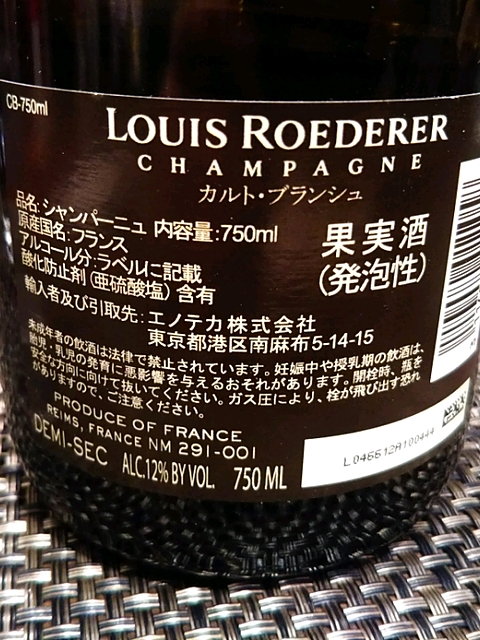 CB-750ml
LOUIS ROEDERER
CHAMPAGNE
カルト・ブランシュ
品名:シャンパーニュ 内容量:750ml
原産国名:フランス
アルコール分:ラベルに記載
酸化防止剤(亜硫酸塩)含有
果実酒
(発泡性)
輸入者及び引取先:エノテカ株式会社
東京都港区南麻布5-14-15
未成年者の飲酒は法律で禁止されています。妊娠中や授乳期の飲酒は、
胎児・乳児の発育に悪影響を与えるおそれがあります。開栓時、瓶を
安全な方向に向けて抜いてください。ガス圧により、栓が飛び出す恐れ
がありますので、ご注意ください。
PRODUCE OF FRANCE
REIMS, FRANCE NM 291-001
DEMI-SEC ALC.12% BY VOL. 750 ML
L046612A100444